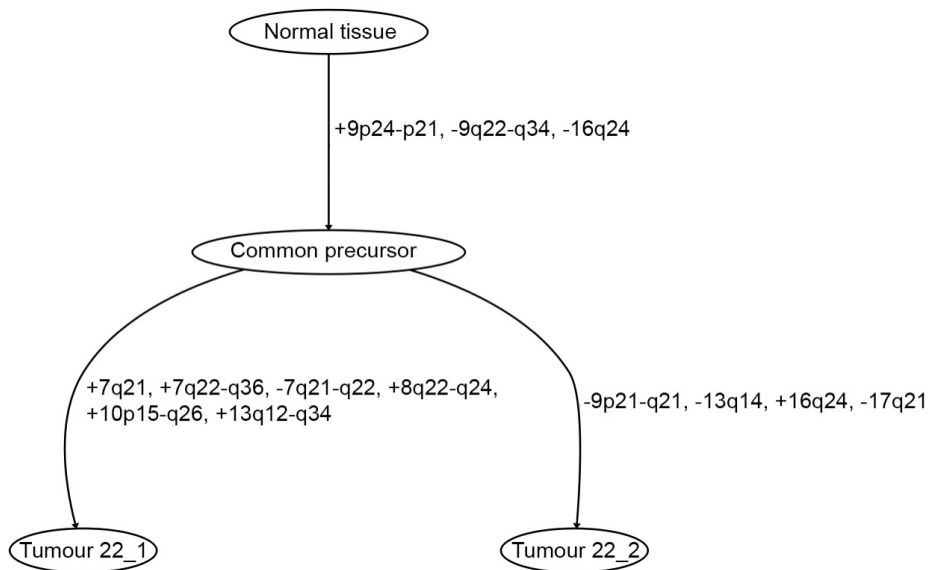 Normal tissue
+9p24-p21, -9q22-q34, -16q24
Common precursor
+7q21, +7q22-q36, -7q21-q22, +8q22-q24,
+10p15-q26, +13q12-q34
-9p21-q21, -13q14, +16q24, -17q21
Tumour 22_1
Tumour 22_2